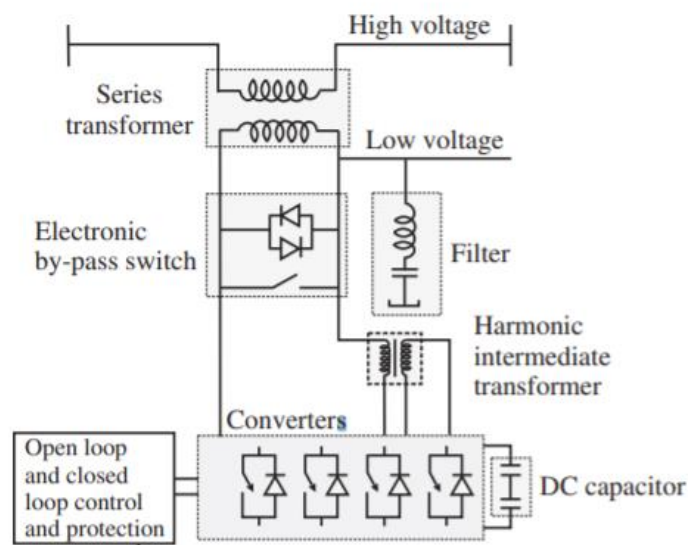 High voltage
Series
transformer
Low voltage
Electronic
by-pass switch
Filter
Harmonic
intermediate
transformer
Converters
Open loop
and closed
loop control
and protection
DC capacitor